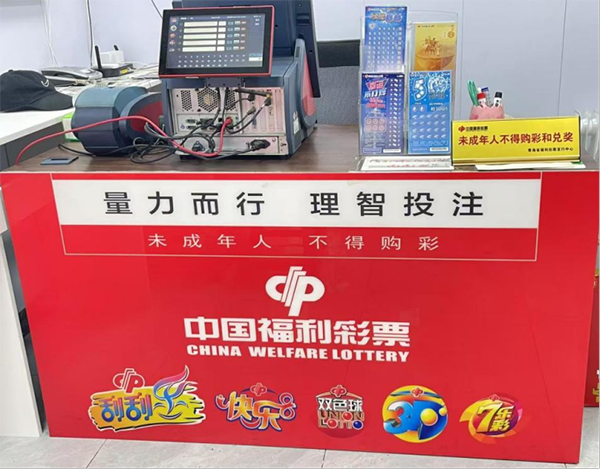 未成年人不得购彩和兑奖
量力而行 理智投注
未成年人 不得购彩
中国福利彩票
CHINA WELFARE LOTTERY
刮刮乐
快乐8
双色球
UNION
LOTTO
3D
7乐彩